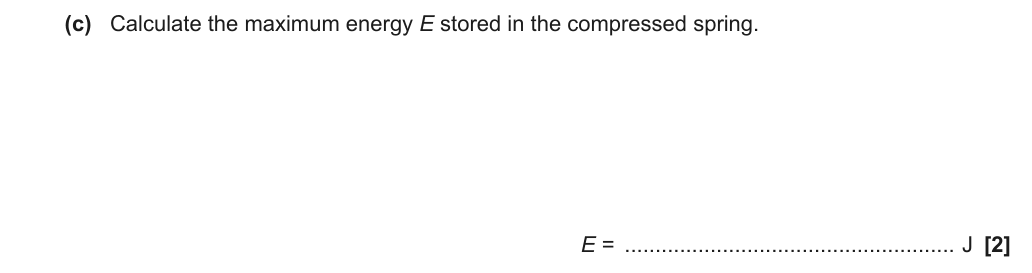 (c) Calculate the maximum energy E stored in the compressed spring.
E = ..................................................... J [2]